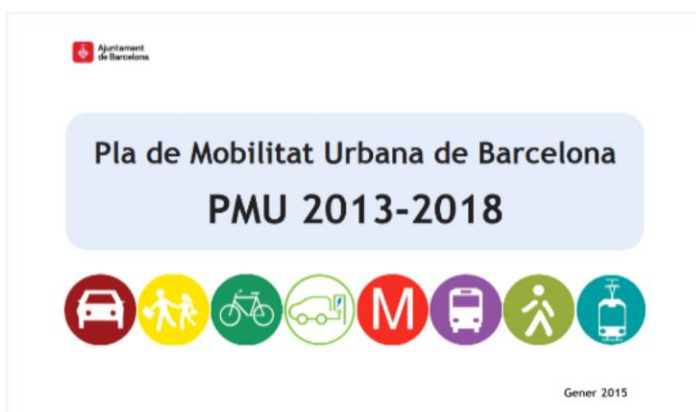 Ajuntament
de Barcelona
Pla de Mobilitat Urbana de Barcelona
PMU 2013-2018
M
Gener 2015